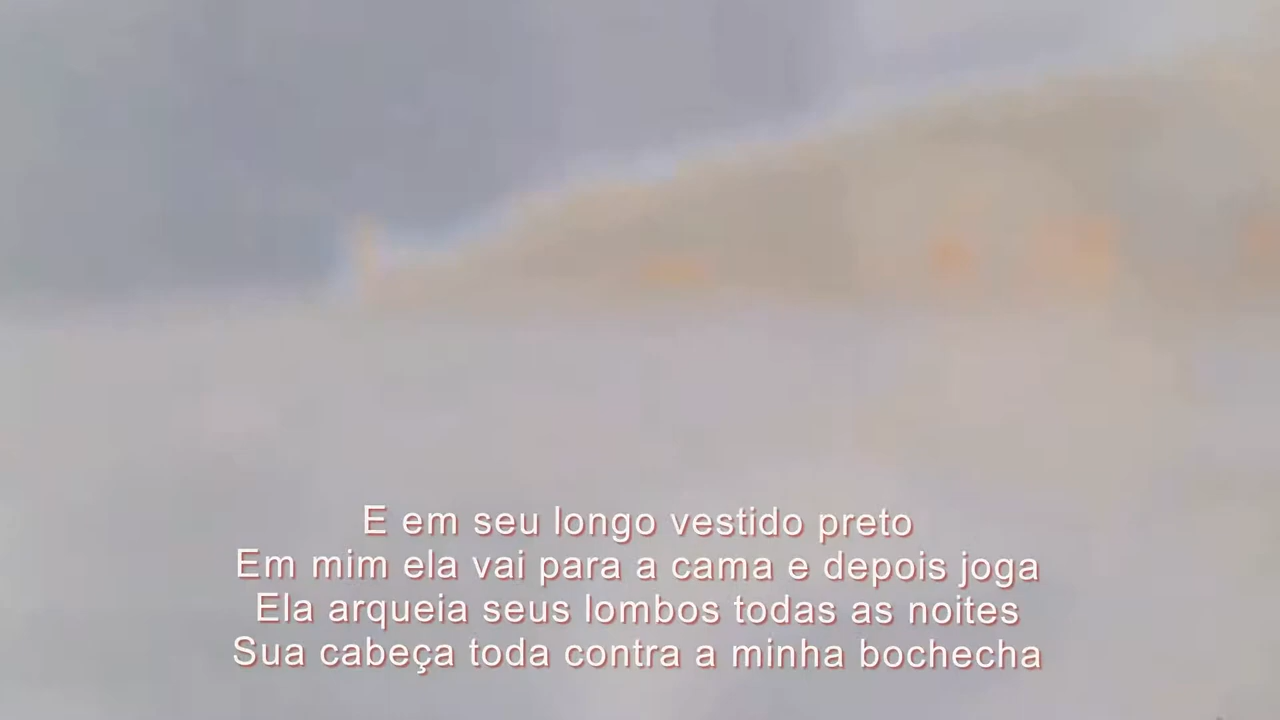 E em seu longo vestido preto
Em mim ela vai para a cama e depois joga
Ela arqueia seus lombos todas as noites
Sua cabeça toda contra a minha bochecha